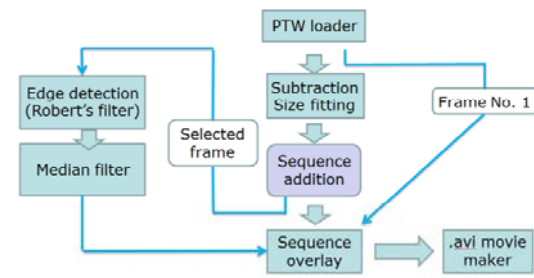 PTW loader
Edge detection
(Robert's filter)
Subtraction
Size fitting
Frame No. 1
Selected
frame
Median filter
Sequence
addition
Sequence
overlay
.avi movie
maker